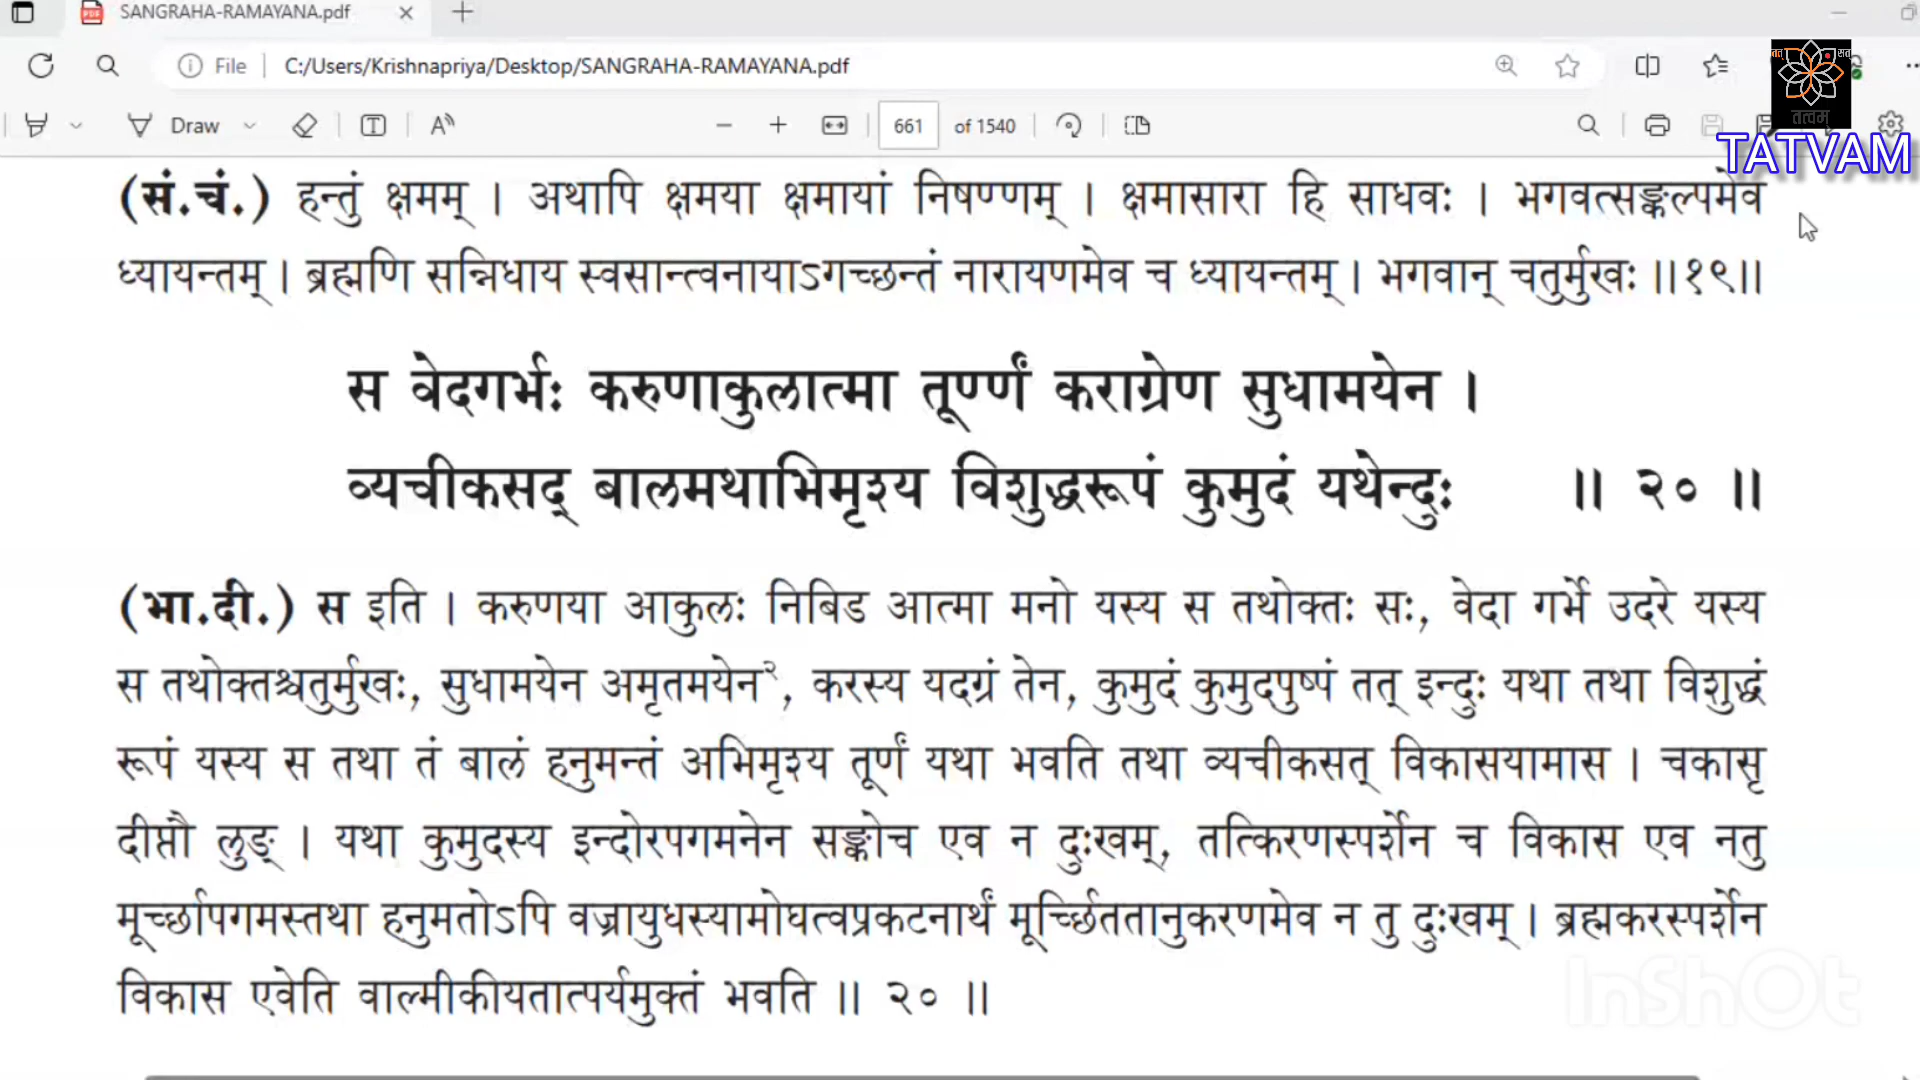 SANGRAHA-RAMAYANA.pdf
File C:/Users/Krishnapriya/Desktop/SANGRAHA-RAMAYANA.pdf
Draw 661 of 1540
तत्वम्
TATVAM
(सं.चं.) हन्तुं क्षमम् । अथापि क्षमया क्षमायां निषण्णम् । क्षमासारा हि साधवः । भगवत्सङ्कल्पमेव
ध्यायन्तम् । ब्रह्मणि सन्निधाय स्वसान्त्वनायाऽगच्छन्तं नारायणमेव च ध्यायन्तम् । भगवान् चतुर्मुखः ॥१९॥
स वेदगर्भः करुणाकुलात्मा तूर्ण्णं कराग्रेण सुधामयेन ।
व्यचीकसद् बालमथाभिमृश्य विशुद्धरूपं कुमुदं यथेन्दुः ॥ २० ॥
(भा.दी.) स इति । करुणया आकुलः निबिड आत्मा मनो यस्य स तथोक्तः सः, वेदा गर्भे उदरे यस्य
स तथोक्तश्चतुर्मुखः, सुधामयेन अमृतमयेन२, करस्य यदग्रं तेन, कुमुदं कुमुदपुष्पं तत् इन्दुः यथा तथा विशुद्धं
रूपं यस्य स तथा तं बालं हनुमन्तं अभिमृश्य तूर्णं यथा भवति तथा व्यचीकसत् विकासयामास । चकासृ
दीप्तौ लुङ् । यथा कुमुदस्य इन्दोरपगमनेन सङ्कोच एव न दुःखम्, तत्किरणस्पर्शेन च विकास एव नतु
मूर्च्छापगमस्तथा हनुमतोऽपि वज्रायुधस्यामोघत्वप्रकटनार्थं मूर्च्छिततानुकरणमेव न तु दुःखम् । ब्रह्मकरस्पर्शेन
विकास एवेति वाल्मीकीयतात्पर्यमुक्तं भवति ॥ २० ॥
InShOt